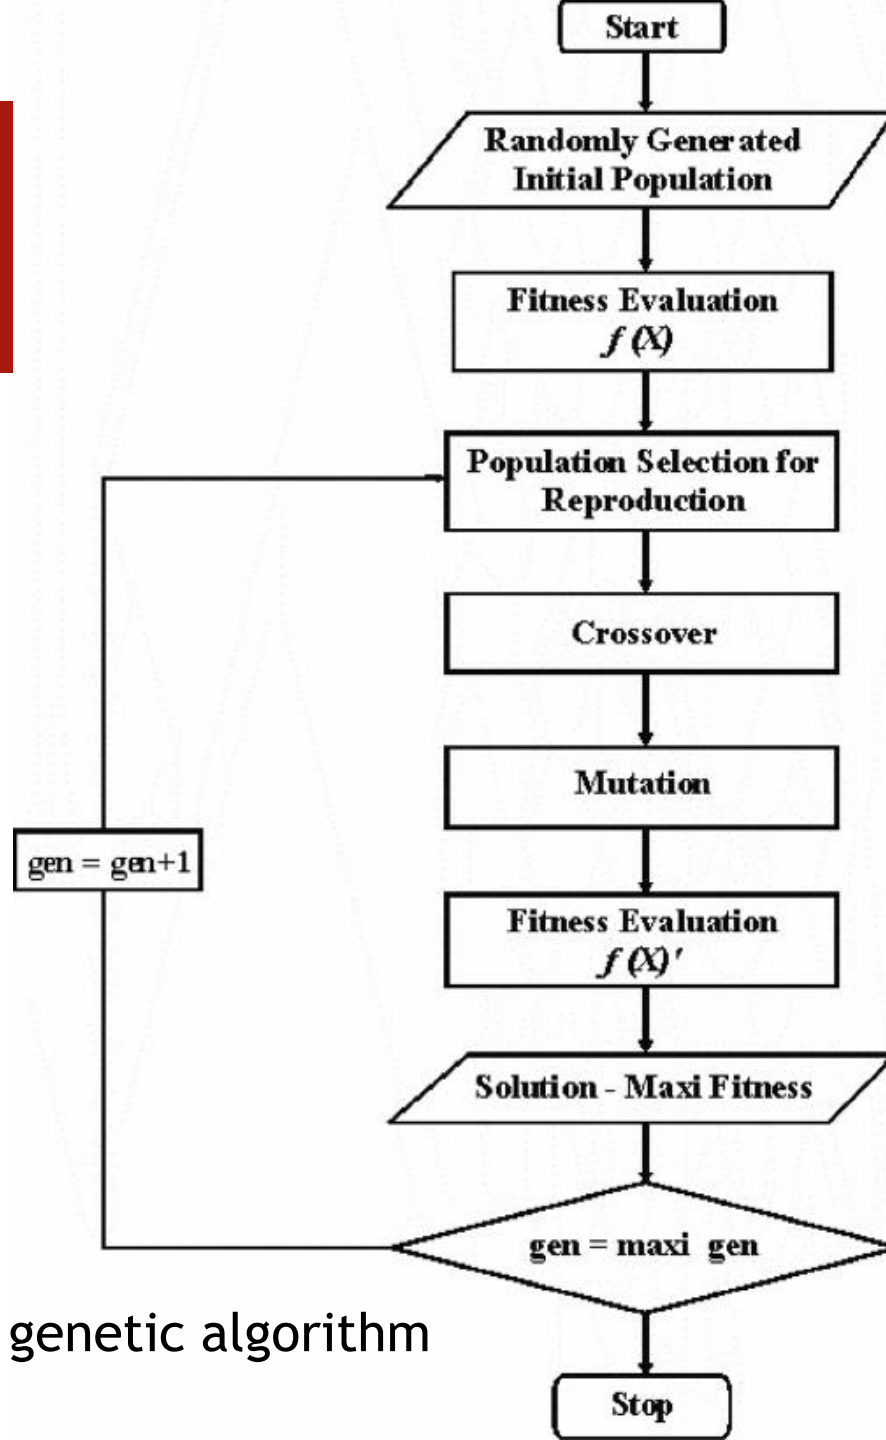 Start
Randomly Generated
Initial Population
Fitness Evaluation
f (X)
Population Selection for
Reproduction
Crossover
Mutation
gen = gen+1
Fitness Evaluation
f (X)'
Solution - Maxi Fitness
gen = maxi gen
genetic algorithm
Stop